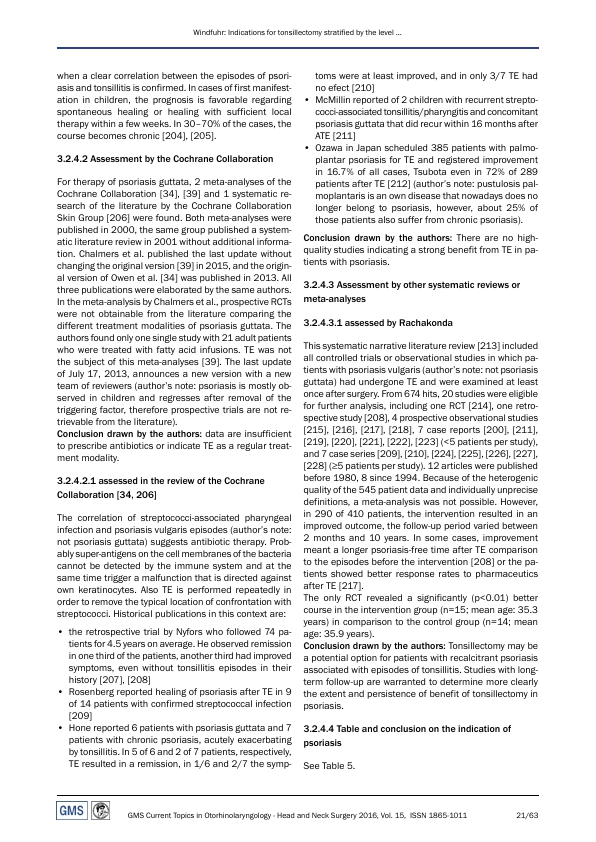 Windfuhr: Indications for tonsillectomy stratified by the level ...
when a clear correlation between the episodes of psori-
asis and tonsillitis is confirmed. In cases of first manifest-
ation in children, the prognosis is favorable regarding
spontaneous healing or healing with sufficient local
therapy within a few weeks. In 30–70% of the cases, the
course becomes chronic [204], [205].
3.2.4.2 Assessment by the Cochrane Collaboration
For therapy of psoriasis guttata, 2 meta-analyses of the
Cochrane Collaboration [34], [39] and 1 systematic re-
search of the literature by the Cochrane Collaboration
Skin Group [206] were found. Both meta-analyses were
published in 2000, the same group published a system-
atic literature review in 2001 without additional informa-
tion. Chalmers et al. published the last update without
changing the original version [39] in 2015, and the origin-
al version of Owen et al. [34] was published in 2013. All
three publications were elaborated by the same authors.
In the meta-analysis by Chalmers et al., prospective RCTs
were not obtainable from the literature comparing the
different treatment modalities of psoriasis guttata. The
authors found only one single study with 21 adult patients
who were treated with fatty acid infusions. TE was not
the subject of this meta-analyses [39]. The last update
of July 17, 2013, announces a new version with a new
team of reviewers (author's note: psoriasis is mostly ob-
served in children and regresses after removal of the
triggering factor, therefore prospective trials are not re-
trievable from the literature).
Conclusion drawn by the authors: data are insufficient
to prescribe antibiotics or indicate TE as a regular treat-
ment modality.
3.2.4.2.1 assessed in the review of the Cochrane
Collaboration [34, 206]
The correlation of streptococci-associated pharyngeal
infection and psoriasis vulgaris episodes (author's note:
not psoriasis guttata) suggests antibiotic therapy. Prob-
ably super-antigens on the cell membranes of the bacteria
cannot be detected by the immune system and at the
same time trigger a malfunction that is directed against
own keratinocytes. Also TE is performed repeatedly in
order to remove the typical location of confrontation with
streptococci. Historical publications in this context are:
• the retrospective trial by Nyfors who followed 74 pa-
tients for 4.5 years on average. He observed remission
in one third of the patients, another third had improved
symptoms, even without tonsillitis episodes in their
history [207], [208]
• Rosenberg reported healing of psoriasis after TE in 9
of 14 patients with confirmed streptococcal infection
[209]
• Hone reported 6 patients with psoriasis guttata and 7
patients with chronic psoriasis, acutely exacerbating
by tonsillitis. In 5 of 6 and 2 of 7 patients, respectively,
TE resulted in a remission, in 1/6 and 2/7 the symp-
toms were at least improved, and in only 3/7 TE had
no efect [210]
• McMillin reported of 2 children with recurrent strepto-
cocci-associated tonsillitis/pharyngitis and concomitant
psoriasis guttata that did recur within 16 months after
ATE [211]
• Ozawa in Japan scheduled 385 patients with palmo-
plantar psoriasis for TE and registered improvement
in 16.7% of all cases, Tsubota even in 72% of 289
patients after TE [212] (author's note: pustulosis pal-
moplantaris is an own disease that nowadays does no
longer belong to psoriasis, however, about 25% of
those patients also suffer from chronic psoriasis).
Conclusion drawn by the authors: There are no high-
quality studies indicating a strong benefit from TE in pa-
tients with psoriasis.
3.2.4.3 Assessment by other systematic reviews or
meta-analyses
3.2.4.3.1 assessed by Rachakonda
This systematic narrative literature review [213] included
all controlled trials or observational studies in which pa-
tients with psoriasis vulgaris (author's note: not psoriasis
guttata) had undergone TE and were examined at least
once after surgery. From 674 hits, 20 studies were eligible
for further analysis, including one RCT [214], one retro-
spective study [208], 4 prospective observational studies
[215], [216], [217], [218], 7 case reports [200], [211],
[219], [220], [221], [222], [223] (<5 patients per study),
and 7 case series [209], [210], [224], [225], [226], [227],
[228] (≥5 patients per study). 12 articles were published
before 1980, 8 since 1994. Because of the heterogenic
quality of the 545 patient data and individually unprecise
definitions, a meta-analysis was not possible. However,
in 290 of 410 patients, the intervention resulted in an
improved outcome, the follow-up period varied between
2 months and 10 years. In some cases, improvement
meant a longer psoriasis-free time after TE comparison
to the episodes before the intervention [208] or the pa-
tients showed better response rates to pharmaceutics
after TE [217].
The only RCT revealed a significantly (p<0.01) better
course in the intervention group (n=15; mean age: 35.3
years) in comparison to the control group (n=14; mean
age: 35.9 years).
Conclusion drawn by the authors: Tonsillectomy may be
a potential option for patients with recalcitrant psoriasis
associated with episodes of tonsillitis. Studies with long-
term follow-up are warranted to determine more clearly
the extent and persistence of benefit of tonsillectomy in
psoriasis.
3.2.4.4 Table and conclusion on the indication of
psoriasis
See Table 5.
GMS
GMS Current Topics in Otorhinolaryngology - Head and Neck Surgery 2016, Vol. 15, ISSN 1865-1011
21/63